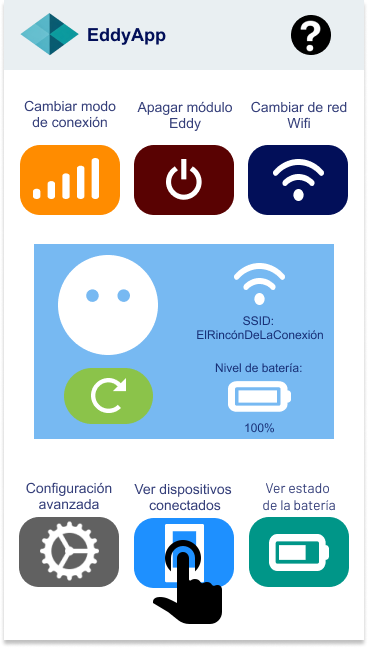 EddyApp
?
Cambiar modo
de conexión
Apagar módulo
Eddy
Cambiar de red
Wifi
SSID:
ElRincónDeLaConexión
Nivel de batería:
100%
Configuración
avanzada
Ver dispositivos
conectados
Ver estado
de la batería